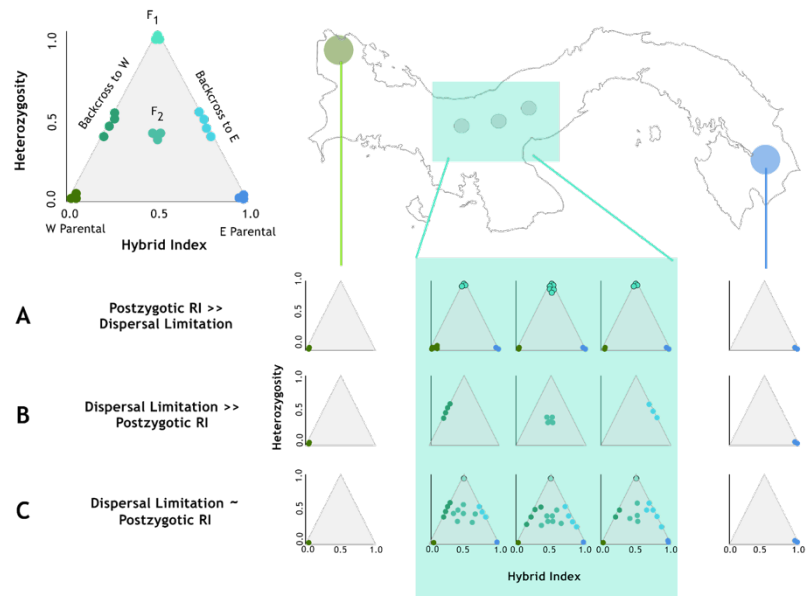 F1
1.0
Heterozygosity
Backcross to W
Backcross to E
F2
0.5
0.0
0.0
0.5
1.0
W Parental
E Parental
Hybrid Index
A
Postzygotic RI >>
Dispersal Limitation
1.0
0.5
0.0
B
Dispersal Limitation >>
Postzygotic RI
Heterozygosity
1.0
0.5
0.0
C
Dispersal Limitation ~
Postzygotic RI
1.0
0.5
0.0
0.0 0.5 1.0
0.0 0.5 1.0
0.0 0.5 1.0
0.0 0.5 1.0
0.0 0.5 1.0
Hybrid Index